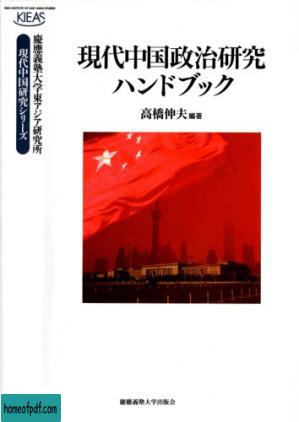 KIEAS
慶應義塾大学東アジア研究所
現代中国研究シリーズ
現代中国政治研究
ハンドブック
高橋伸夫 編著
慶應義塾大学出版会
homeofpdf.com